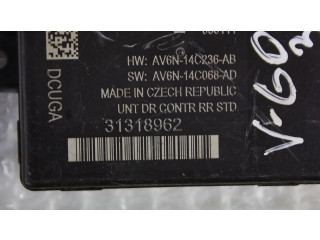 HW: AV6N-14C236-AB
SW: AV6N-14C068-AD
MADE IN CZECH REPUBLIC
UNT DR CONTR RR STD
31318962
DCUGA
V-60